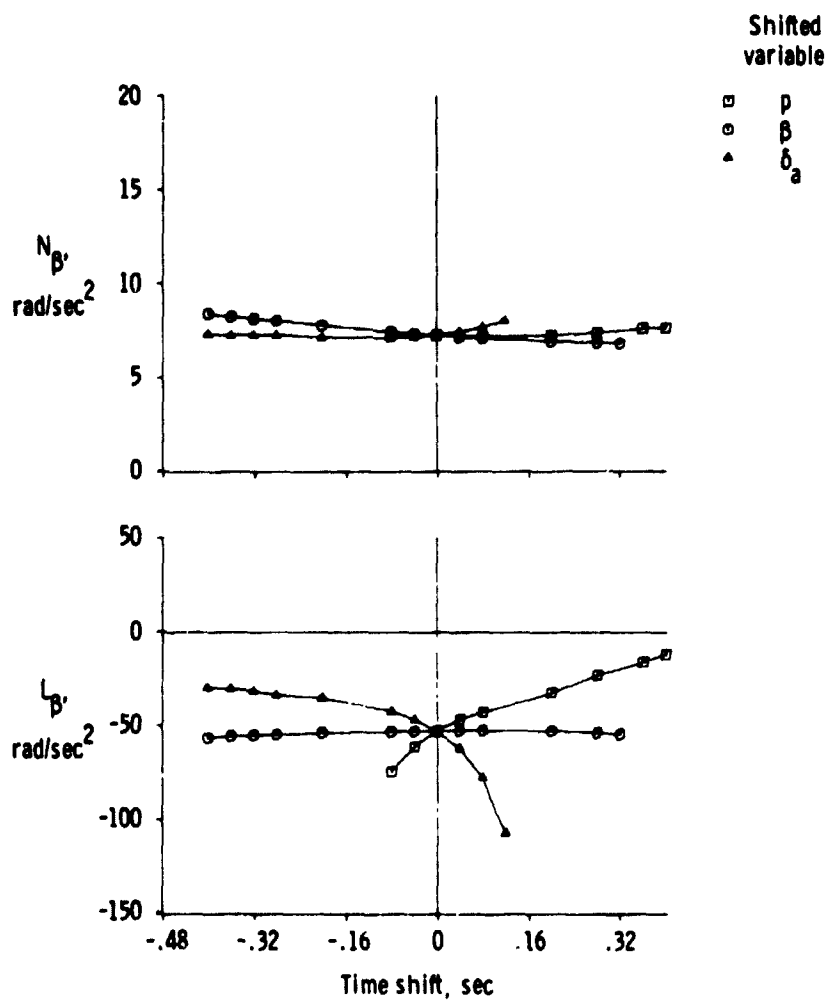 Shifted
variable
p
β
δa
20
15
10
5
0
Nβ,
rad/sec2
50
0
-50
-100
-150
Lβ,
rad/sec2
-.48 -.32 -.16 0 .16 .32
Time shift, sec